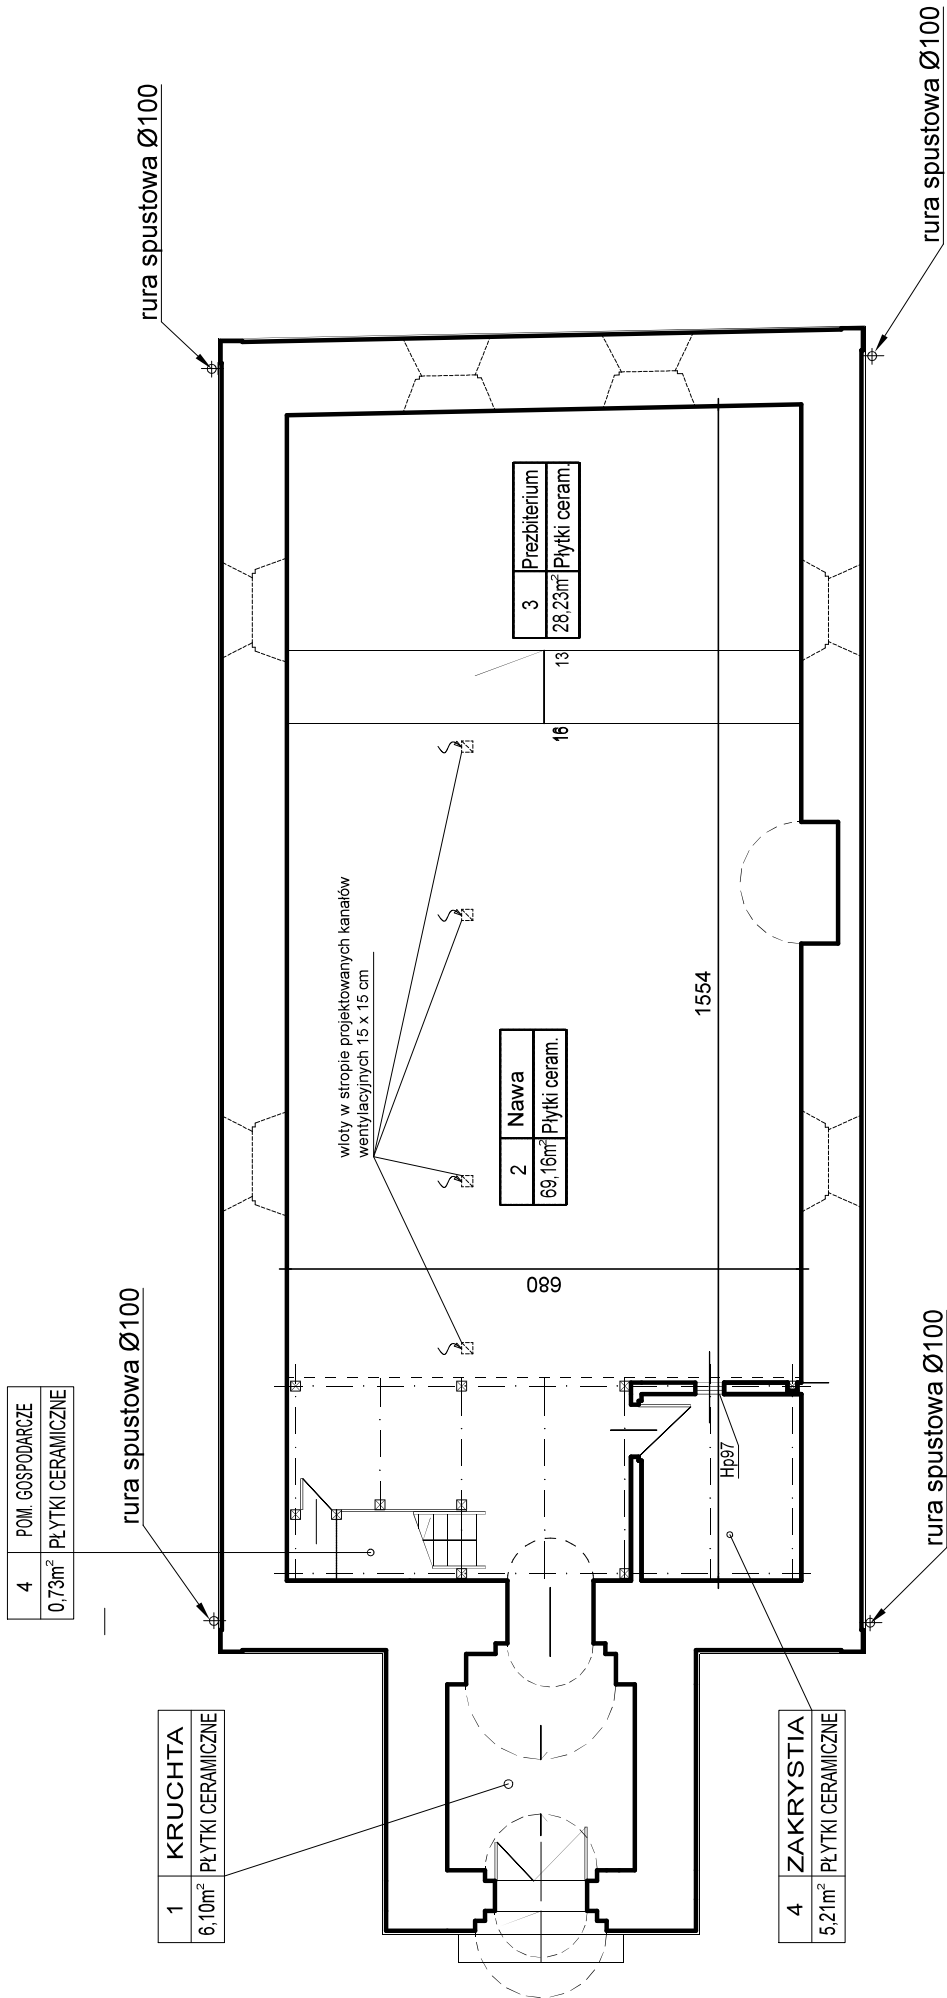 rura spustowa Ø100
rura spustowa Ø100
3 Prezbiterium
28,23m² Płytki ceram.
13
16
wloty w stropie projektowanych kanałów
wentylacyjnych 15 x 15 cm
1554
2 Nawa
69,16m² Płytki ceram.
680
rura spustowa Ø100
rura spustowa Ø100
4 POM. GOSPODARCZE
0,73m² PŁYTKI CERAMICZNE
Hp97
1 KRUCHTA
6,10m² PŁYTKI CERAMICZNE
4 ZAKRYSTIA
5,21m² PŁYTKI CERAMICZNE